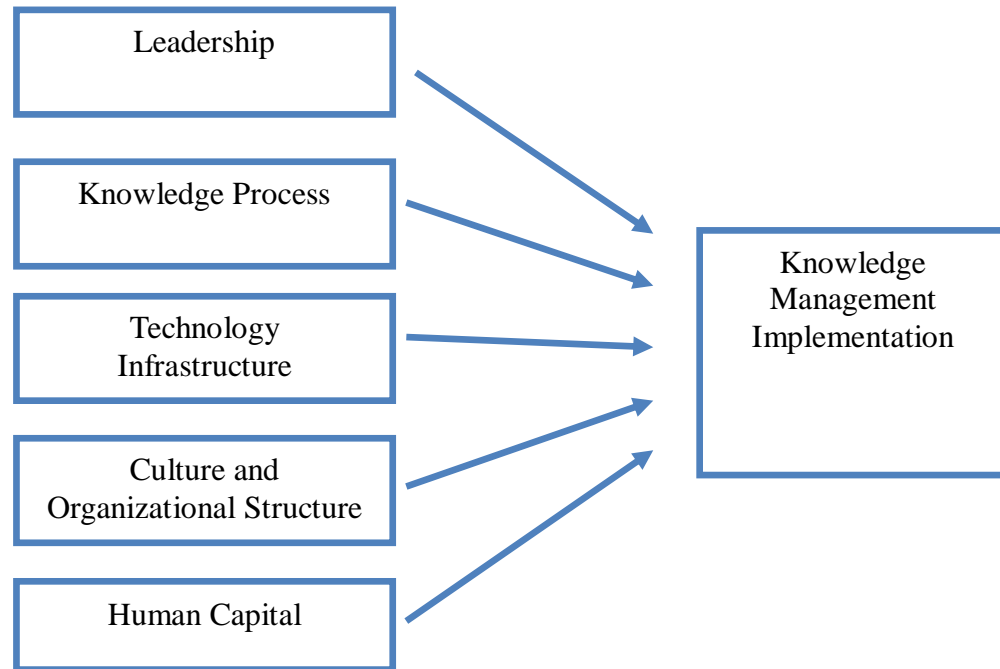 Leadership
Knowledge Process
Technology
Infrastructure
Culture and
Organizational Structure
Human Capital
Knowledge
Management
Implementation